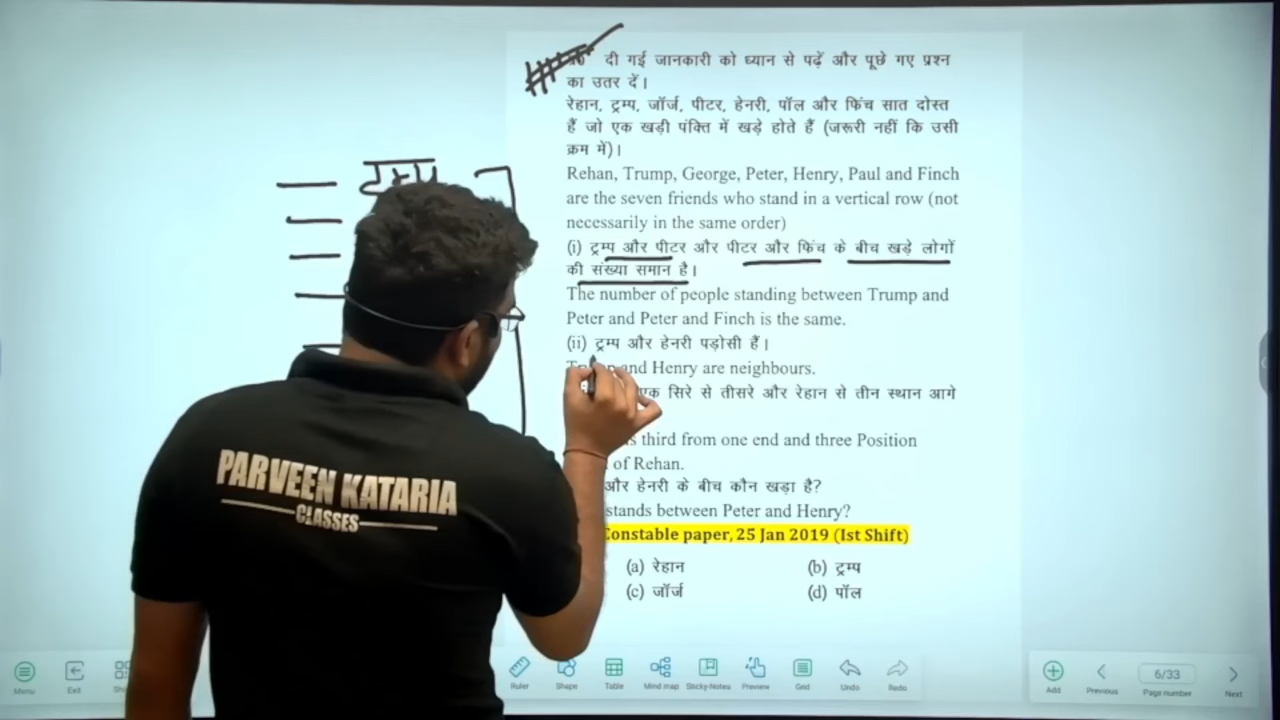 दी गई जानकारी को ध्यान से पढ़ें और पूछे गए प्रश्न
का उतर दें।
रेहान, ट्रम्प, जॉर्ज, पीटर, हेनरी, पॉल और फिंच सात दोस्त
हैं जो एक खड़ी पंक्ति में खड़े होते हैं (जरूरी नहीं कि उसी
क्रम में)।
Rehan, Trump, George, Peter, Henry, Paul and Finch
are the seven friends who stand in a vertical row (not
necessarily in the same order)
(i) ट्रम्प और पीटर और पीटर और फिंच के बीच खड़े लोगों
की संख्या समान है।
The number of people standing between Trump and
Peter and Peter and Finch is the same.
(ii) ट्रम्प और हेनरी पड़ोसी हैं।
and Henry are neighbours.
एक सिरे से तीसरे और रेहान से तीन स्थान आगे
third from one end and three Position
of Rehan.
और हेनरी के बीच कौन खड़ा है?
stands between Peter and Henry?
Constable paper, 25 Jan 2019 (Ist Shift)
(a) रेहान (b) ट्रम्प
(c) जॉर्ज (d) पॉल
PARVEEN KATARIA
CLASSES
Menu Exit Ruler Shape Table Mind map Sticky-Notes Preview Grid Undo Redo Add Previous 6/33 Page number Next